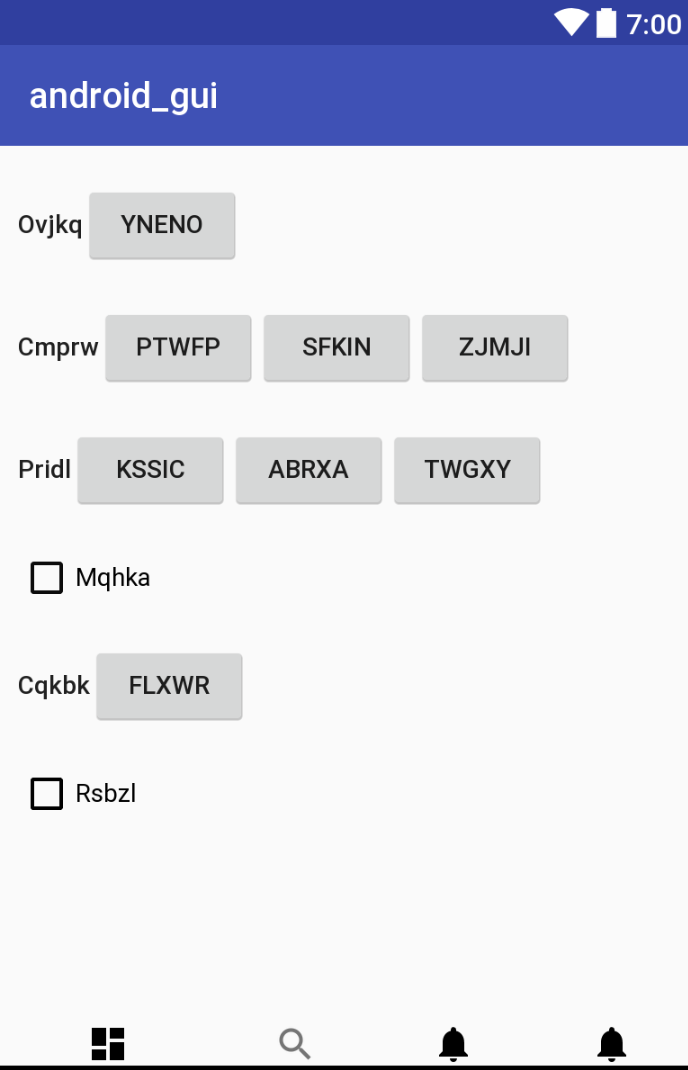 7:00
android_gui
Ovjkq YNENO
Cmprw PTWFP SFKIN ZJMJI
Pridl KSSIC ABRXA TWGXY
Mqhka
Cqkbk FLXWR
Rsbzl